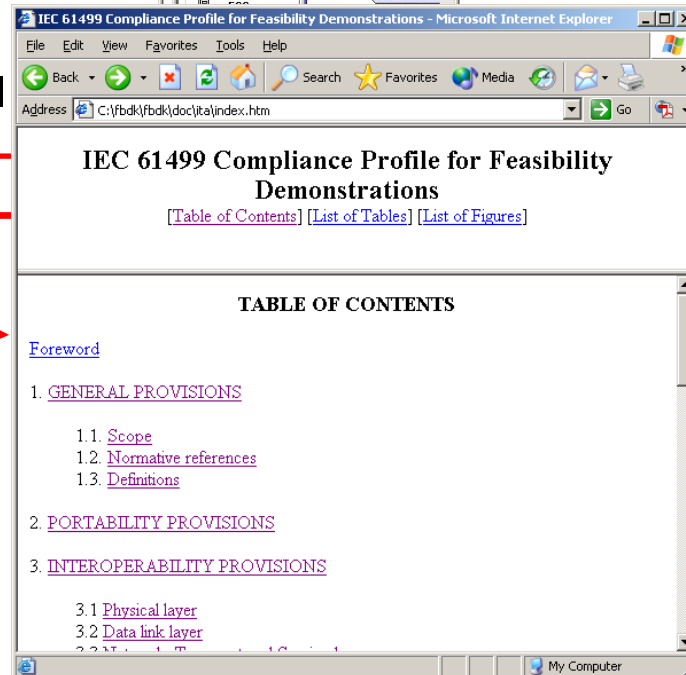 IEC 61499 Compliance Profile for Feasibility Demonstrations - Microsoft Internet Explorer
File Edit View Favorites Tools Help
Back Search Favorites Media
Address C:\fbdk\fbdk\doc\ita\index.htm Go
IEC 61499 Compliance Profile for Feasibility
Demonstrations
[Table of Contents] [List of Tables] [List of Figures]
TABLE OF CONTENTS
Foreword
1. GENERAL PROVISIONS
1.1. Scope
1.2. Normative references
1.3. Definitions
2. PORTABILITY PROVISIONS
3. INTEROPERABILITY PROVISIONS
3.1 Physical layer
3.2 Data link layer
My Computer